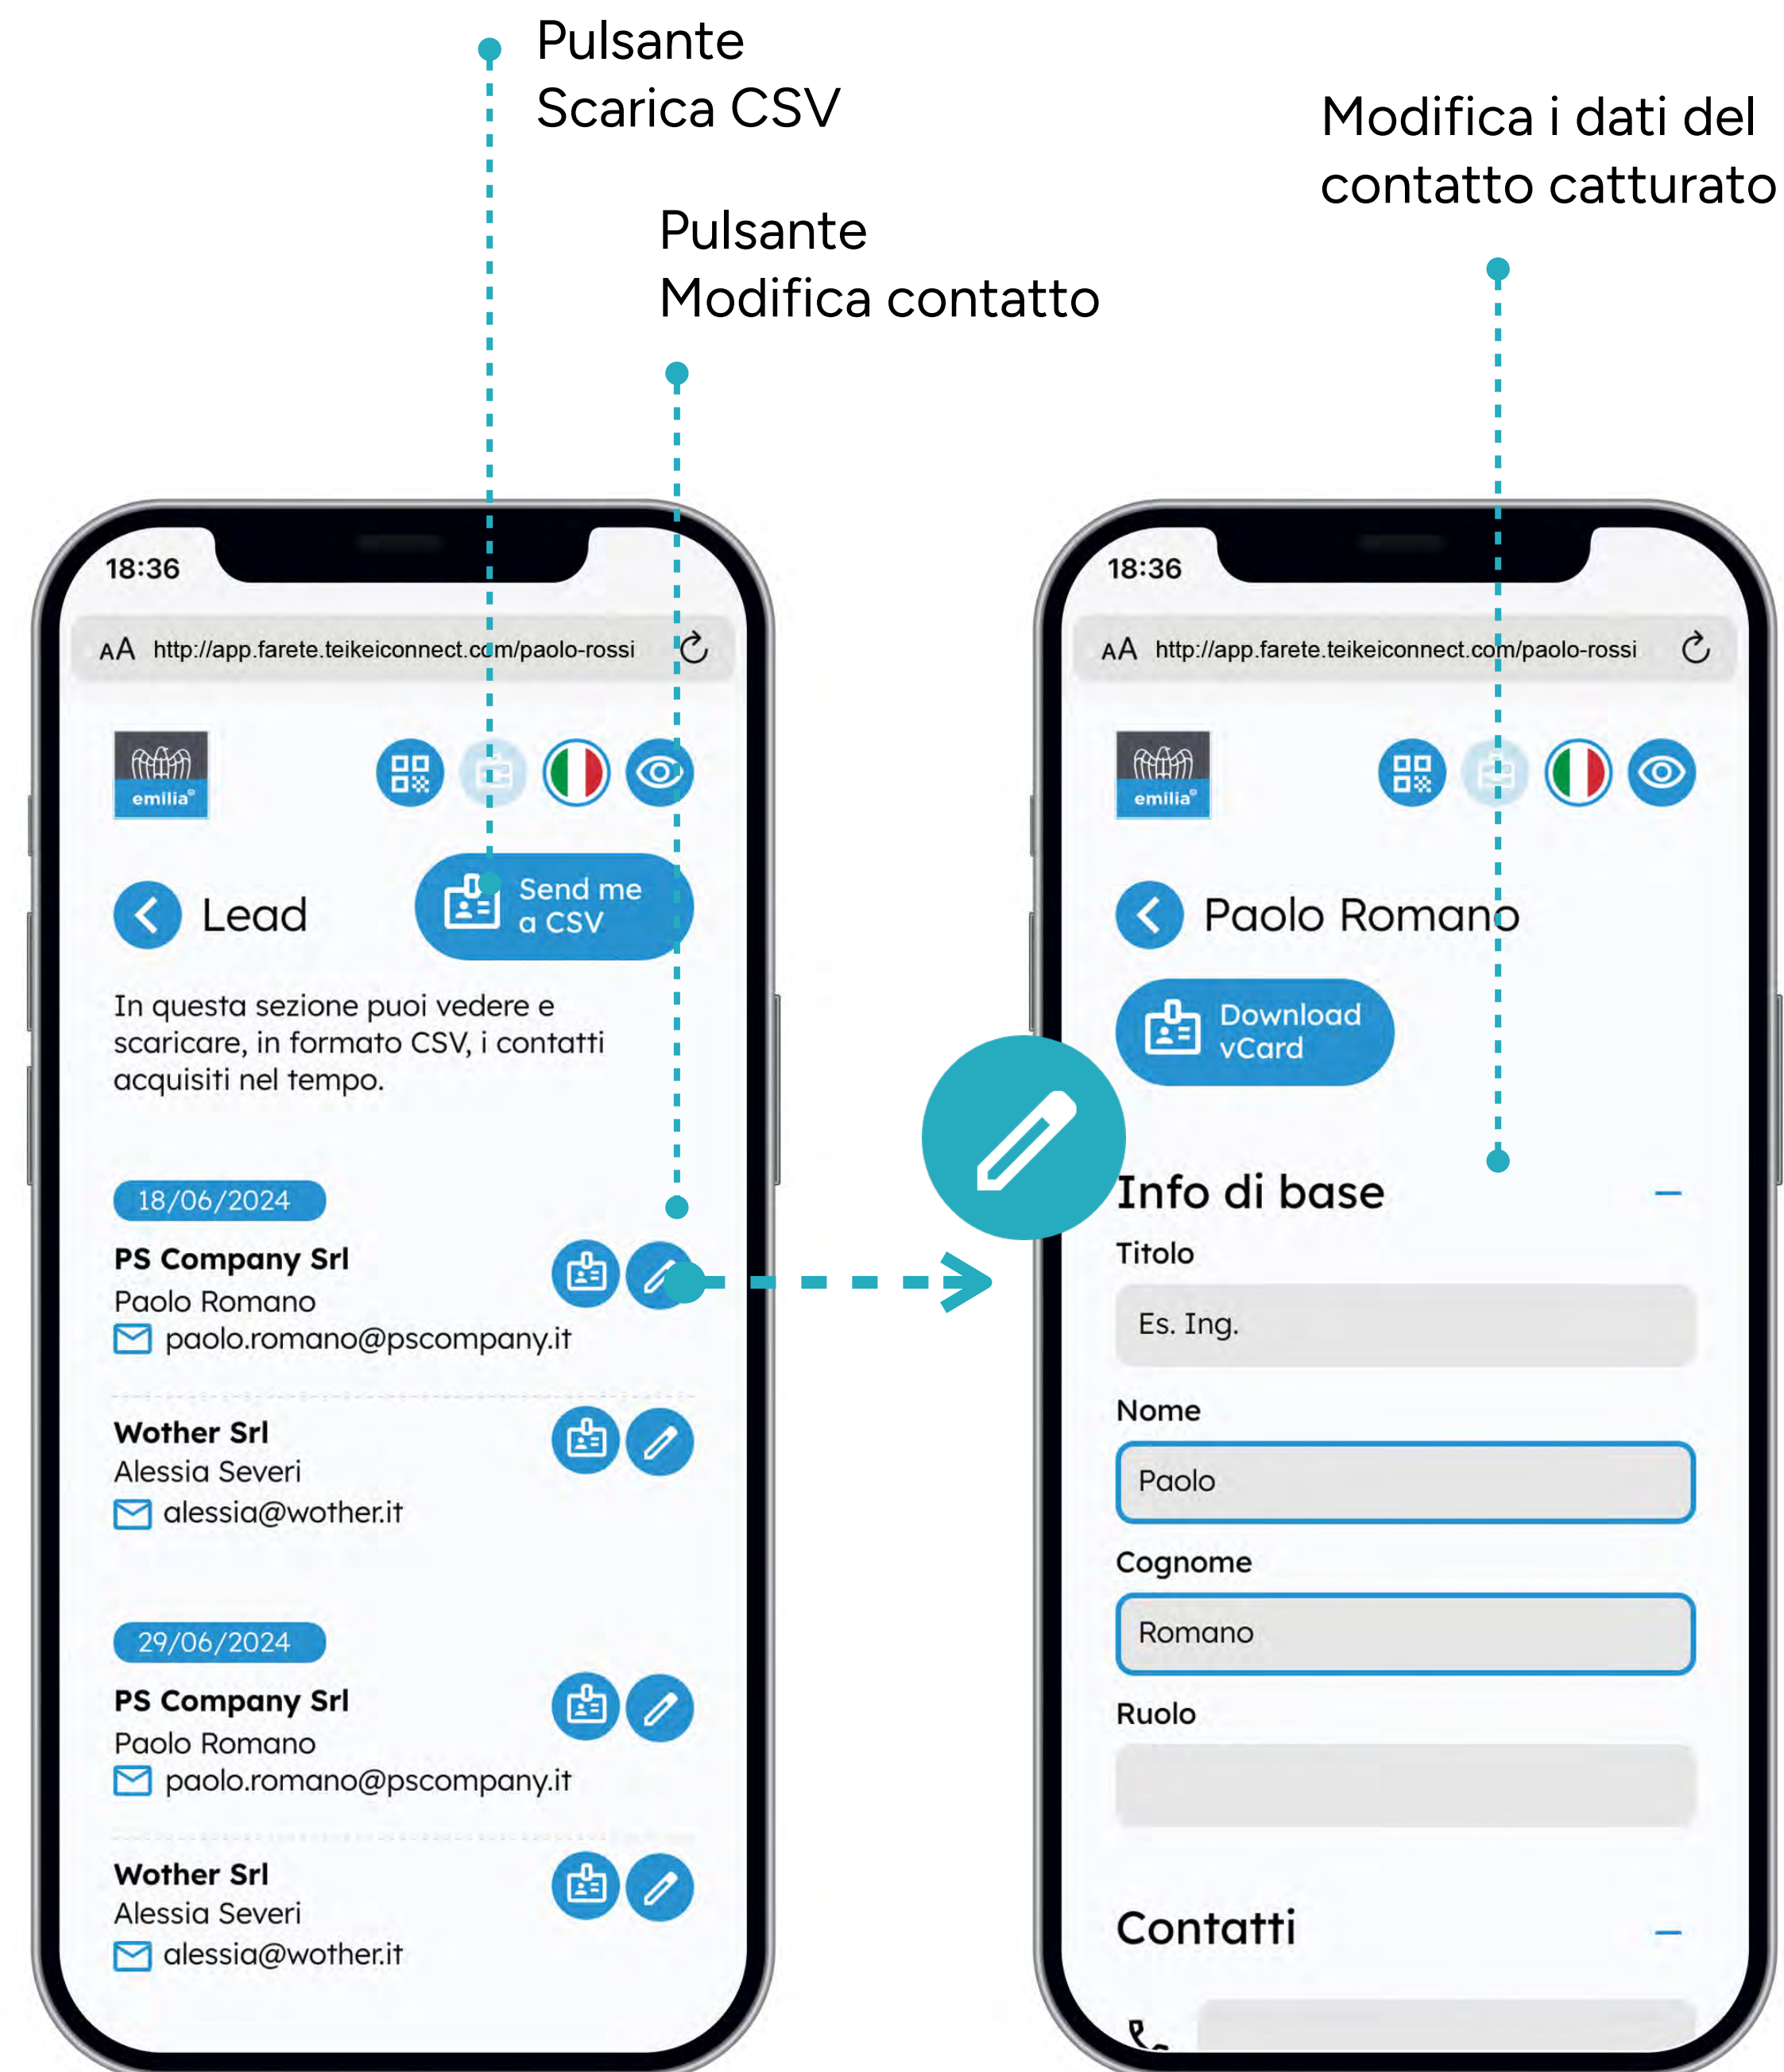 Pulsante
Scarica CSV
Pulsante
Modifica contatto
Modifica i dati del
contatto catturato
18:36
AA http://app.farete.teikeiconnect.com/paolo-rossi
emilia®
Lead
Send me
a CSV
In questa sezione puoi vedere e
scaricare, in formato CSV, i contatti
acquisiti nel tempo.
18/06/2024
PS Company Srl
Paolo Romano
paolo.romano@pscompany.it
Wother Srl
Alessia Severi
alessia@wother.it
29/06/2024
PS Company Srl
Paolo Romano
paolo.romano@pscompany.it
Wother Srl
Alessia Severi
alessia@wother.it
18:36
AA http://app.farete.teikeiconnect.com/paolo-rossi
emilia®
Paolo Romano
Download
vCard
Info di base
Titolo
Es. Ing.
Nome
Paolo
Cognome
Romano
Ruolo
Contatti